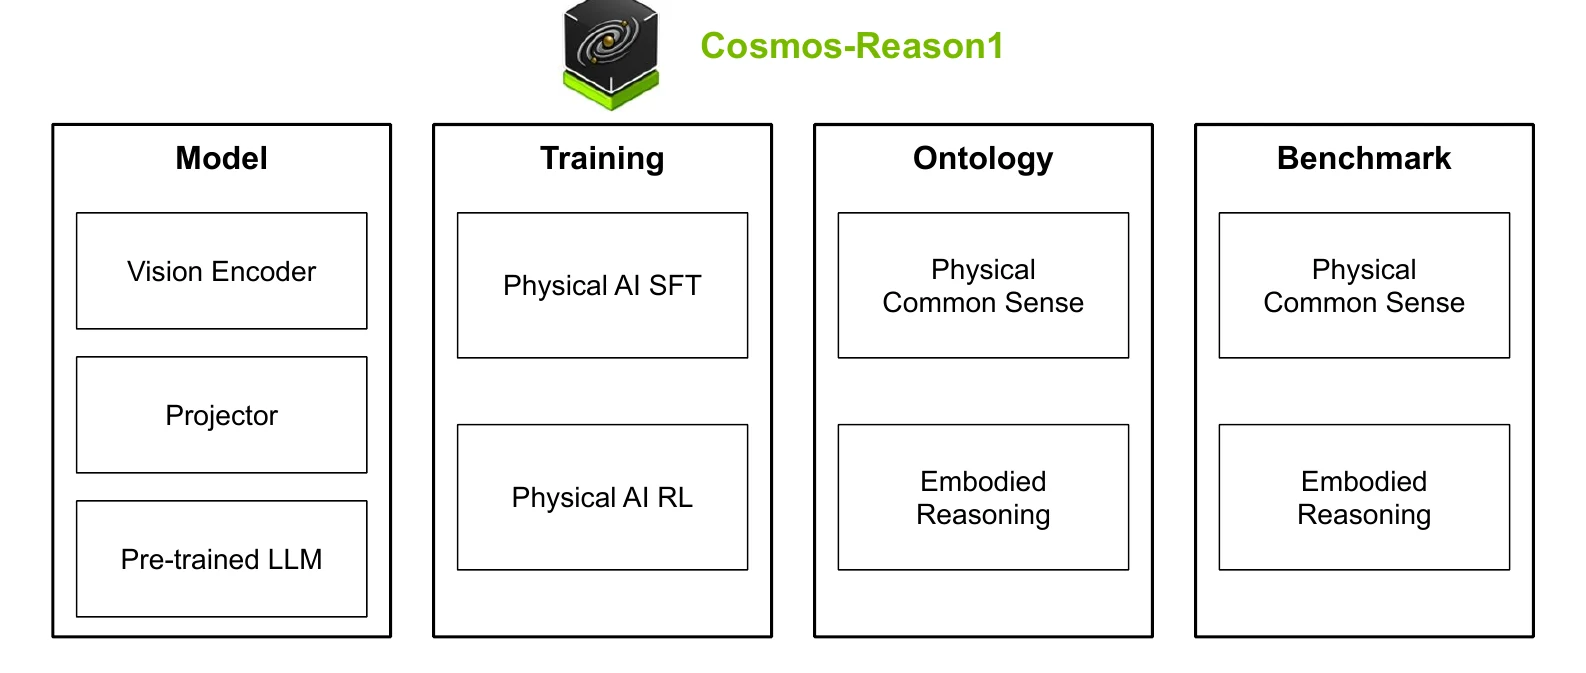 Cosmos-Reason1
Model
Vision Encoder
Projector
Pre-trained LLM
Training
Physical AI SFT
Physical AI RL
Ontology
Physical
Common Sense
Embodied
Reasoning
Benchmark
Physical
Common Sense
Embodied
Reasoning